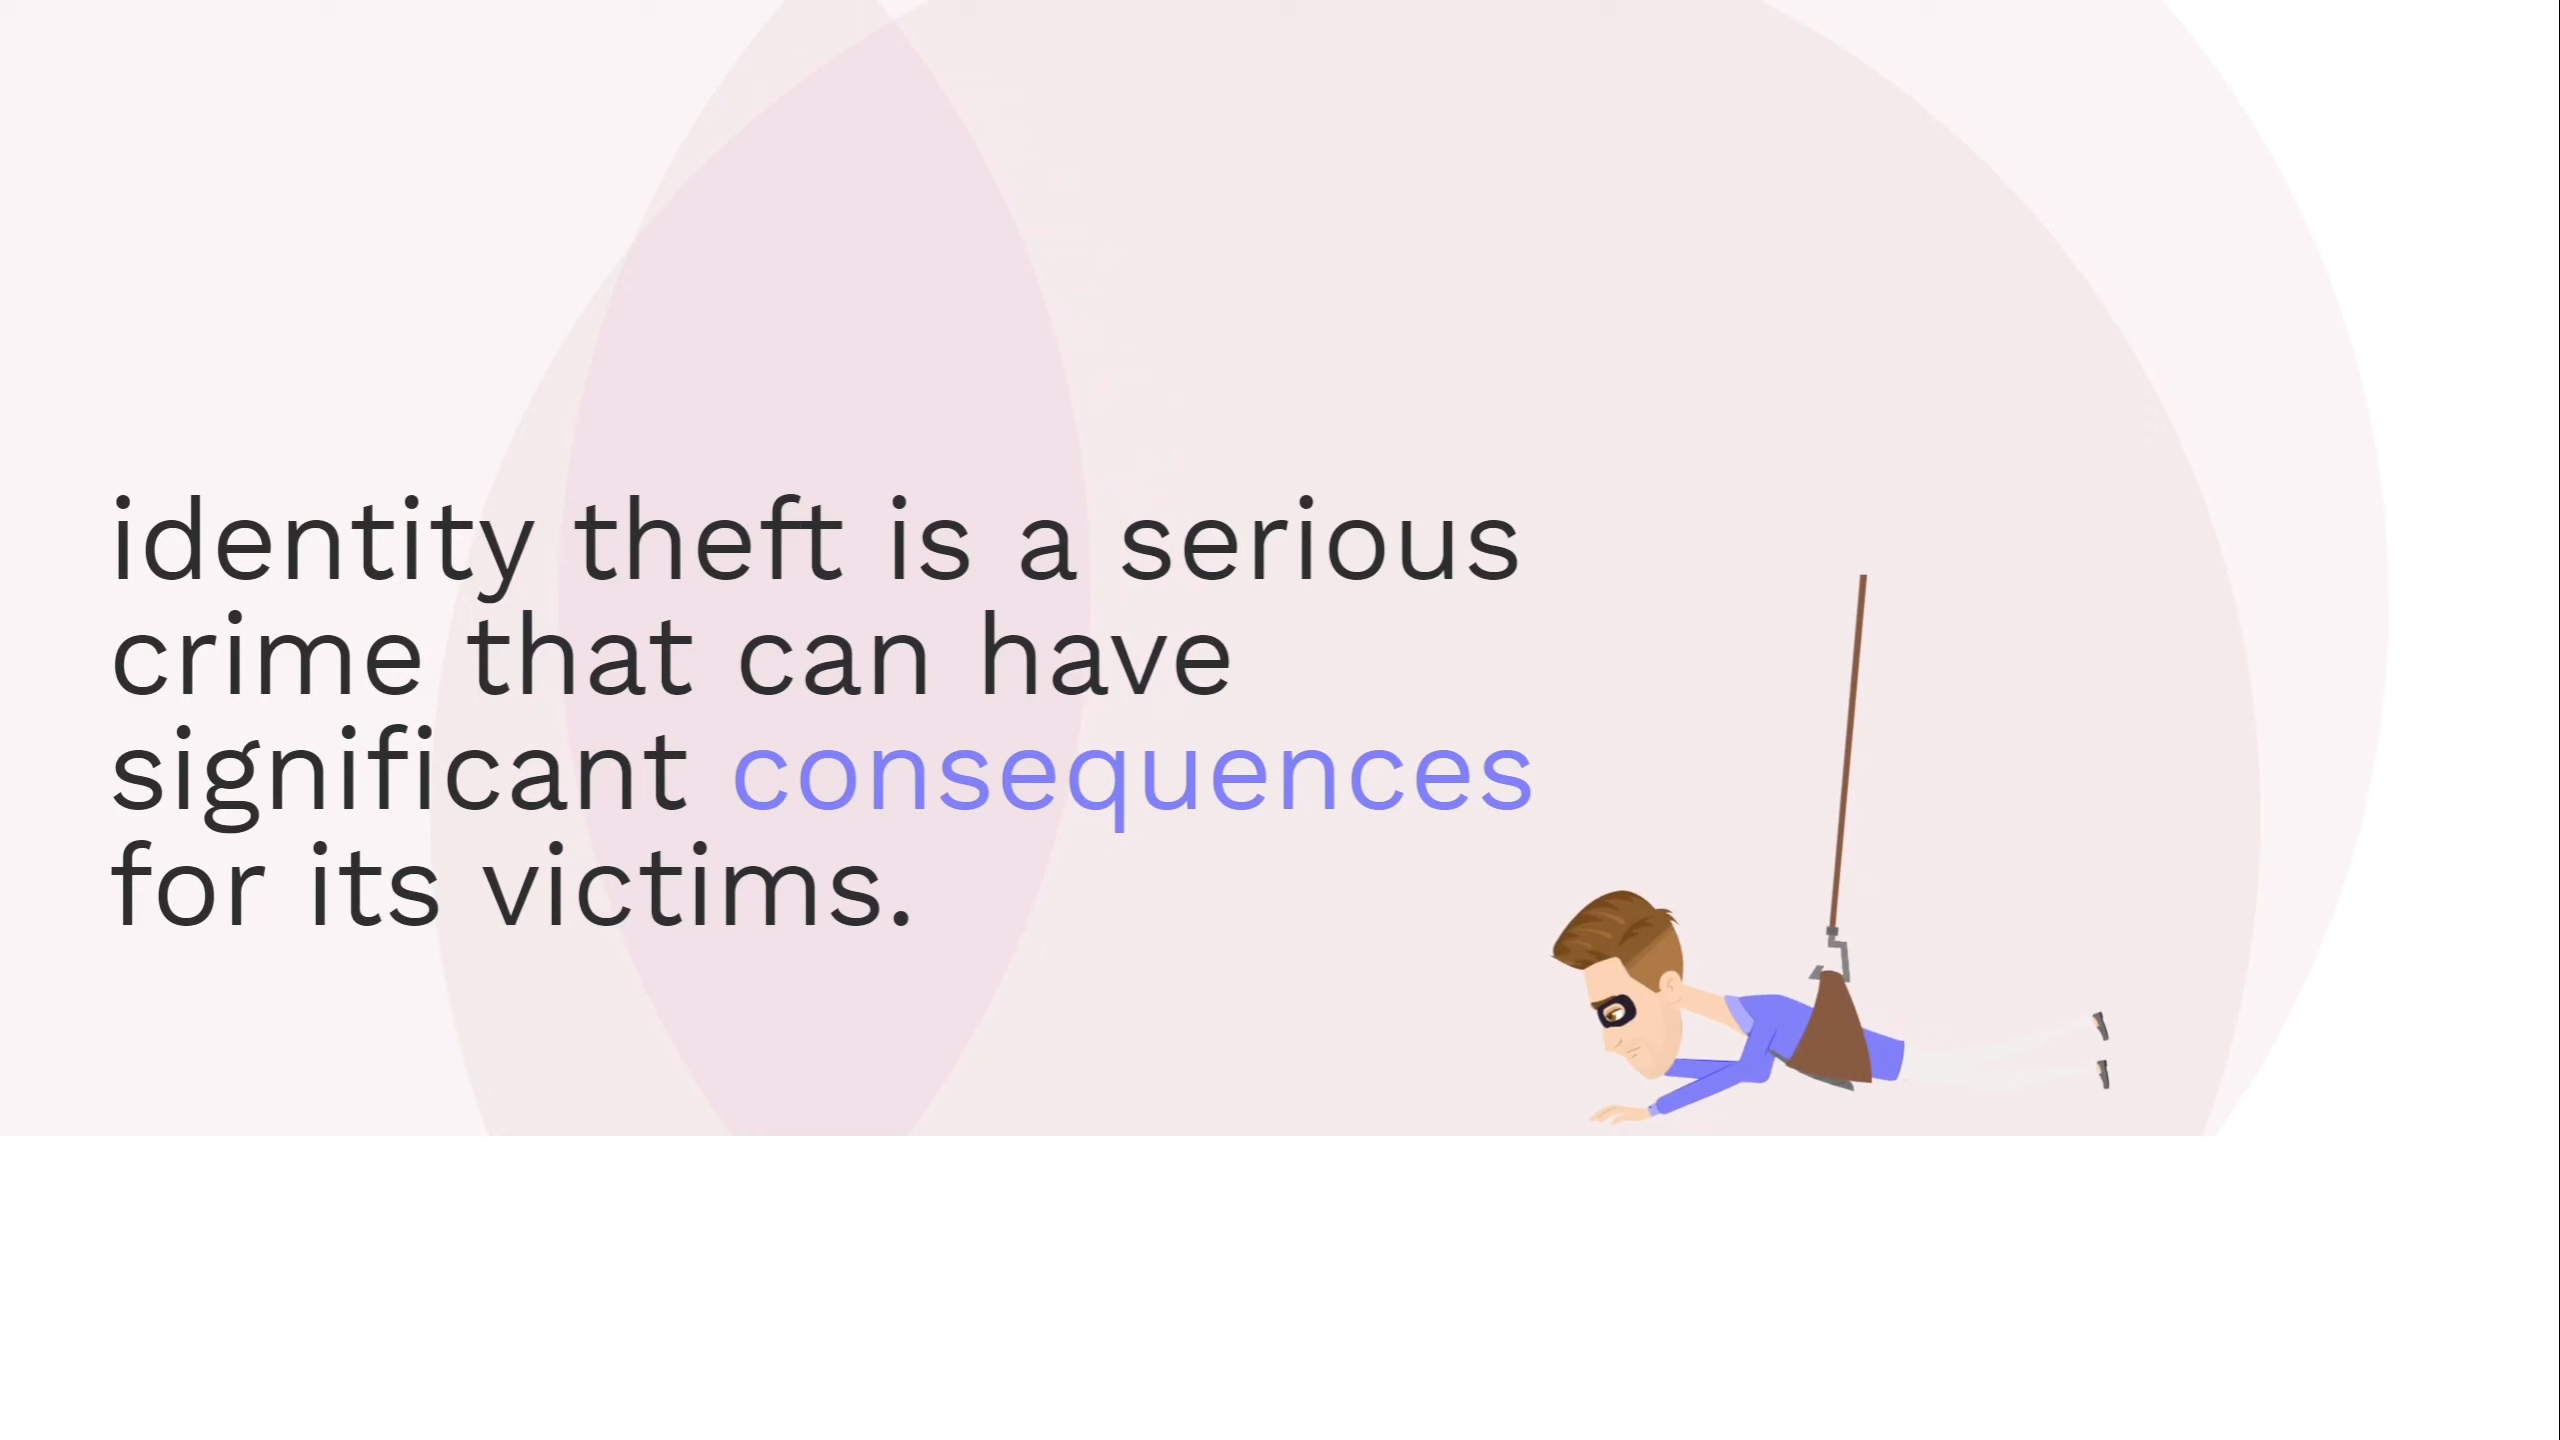 identity theft is a serious
crime that can have
significant consequences
for its victims.